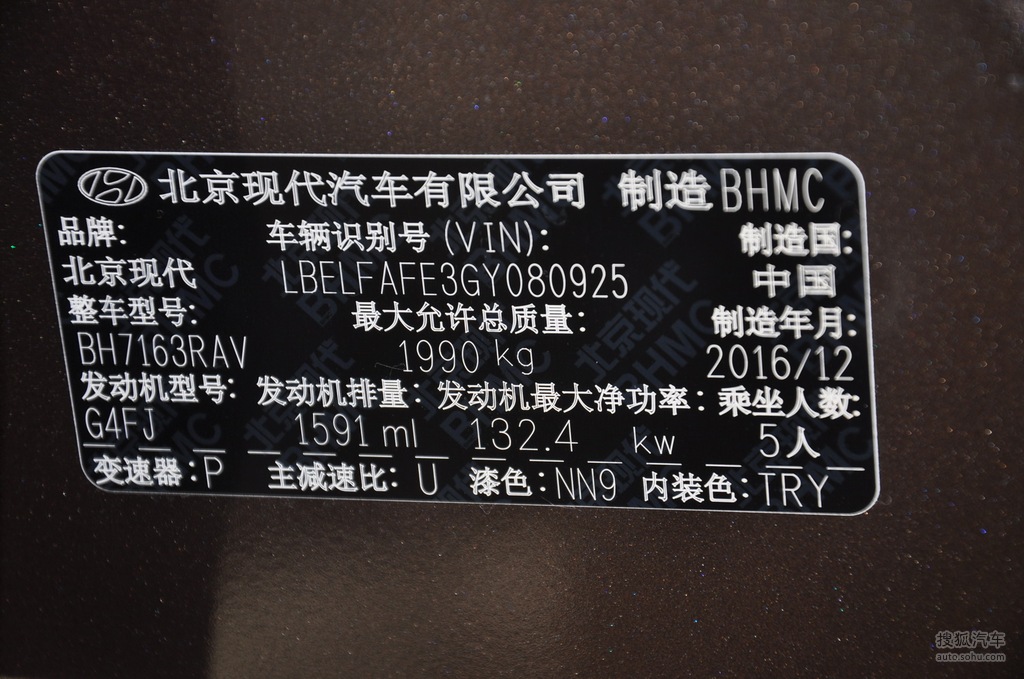 北京现代汽车有限公司 制造BHMC
品牌: 车辆识别号(VIN): 制造国:
北京现代 LBELFAFE3GY080925 中国
整车型号: 最大允许总质量: 制造年月:
BH7163RAV 1990 kg 2016/12
发动机型号: 发动机排量: 发动机最大净功率: 乘坐人数:
G4FJ 1591 ml 132.4 kw 5人
变速器:P 主减速比: U 漆色:NN9 内装色:TRY
搜狐汽车
auto.sohu.com